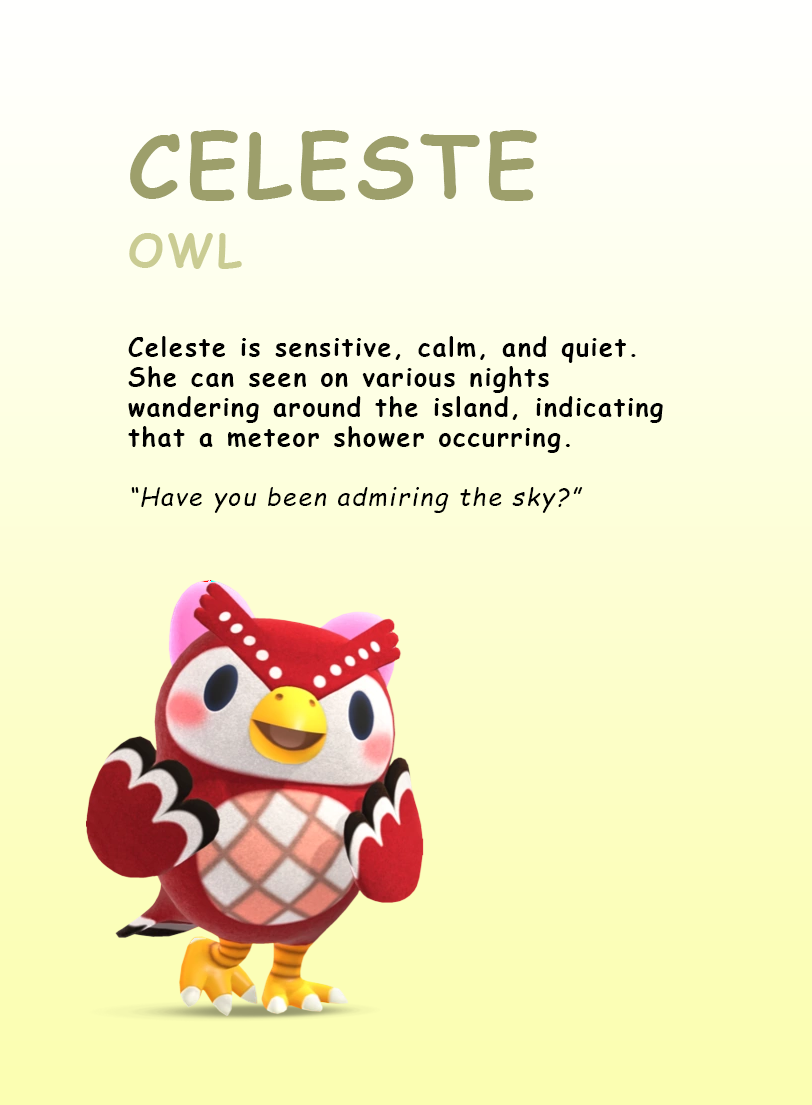 CELESTE
OWL
Celeste is sensitive, calm, and quiet.
She can seen on various nights
wandering around the island, indicating
that a meteor shower occurring.
“Have you been admiring the sky?”